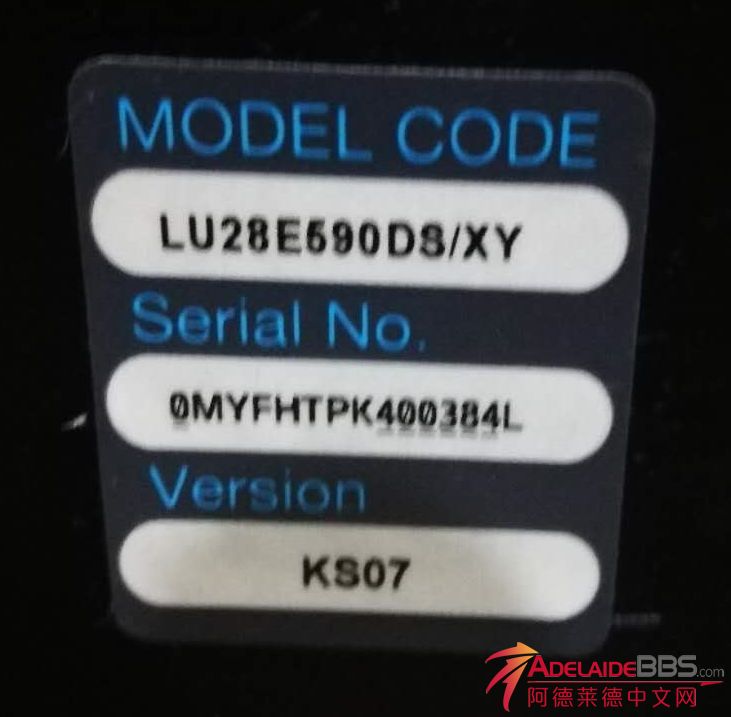 MODEL CODE
LU28E590DS/XY
Serial No.
0MYFHTPK400384L
Version
KS07
ADELAIDEBBS.com
阿德莱德中文网